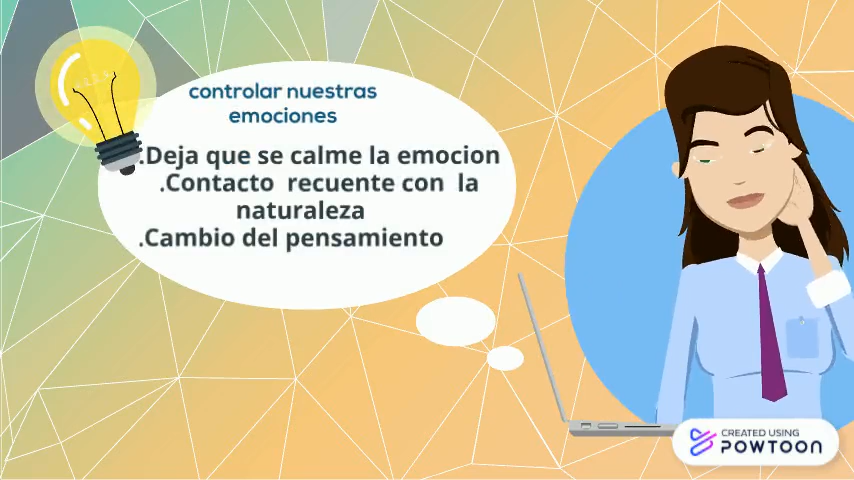 controlar nuestras
emociones
.Deja que se calme la emocion
.Contacto recuente con la
naturaleza
.Cambio del pensamiento
CREATED USING
POWTOON